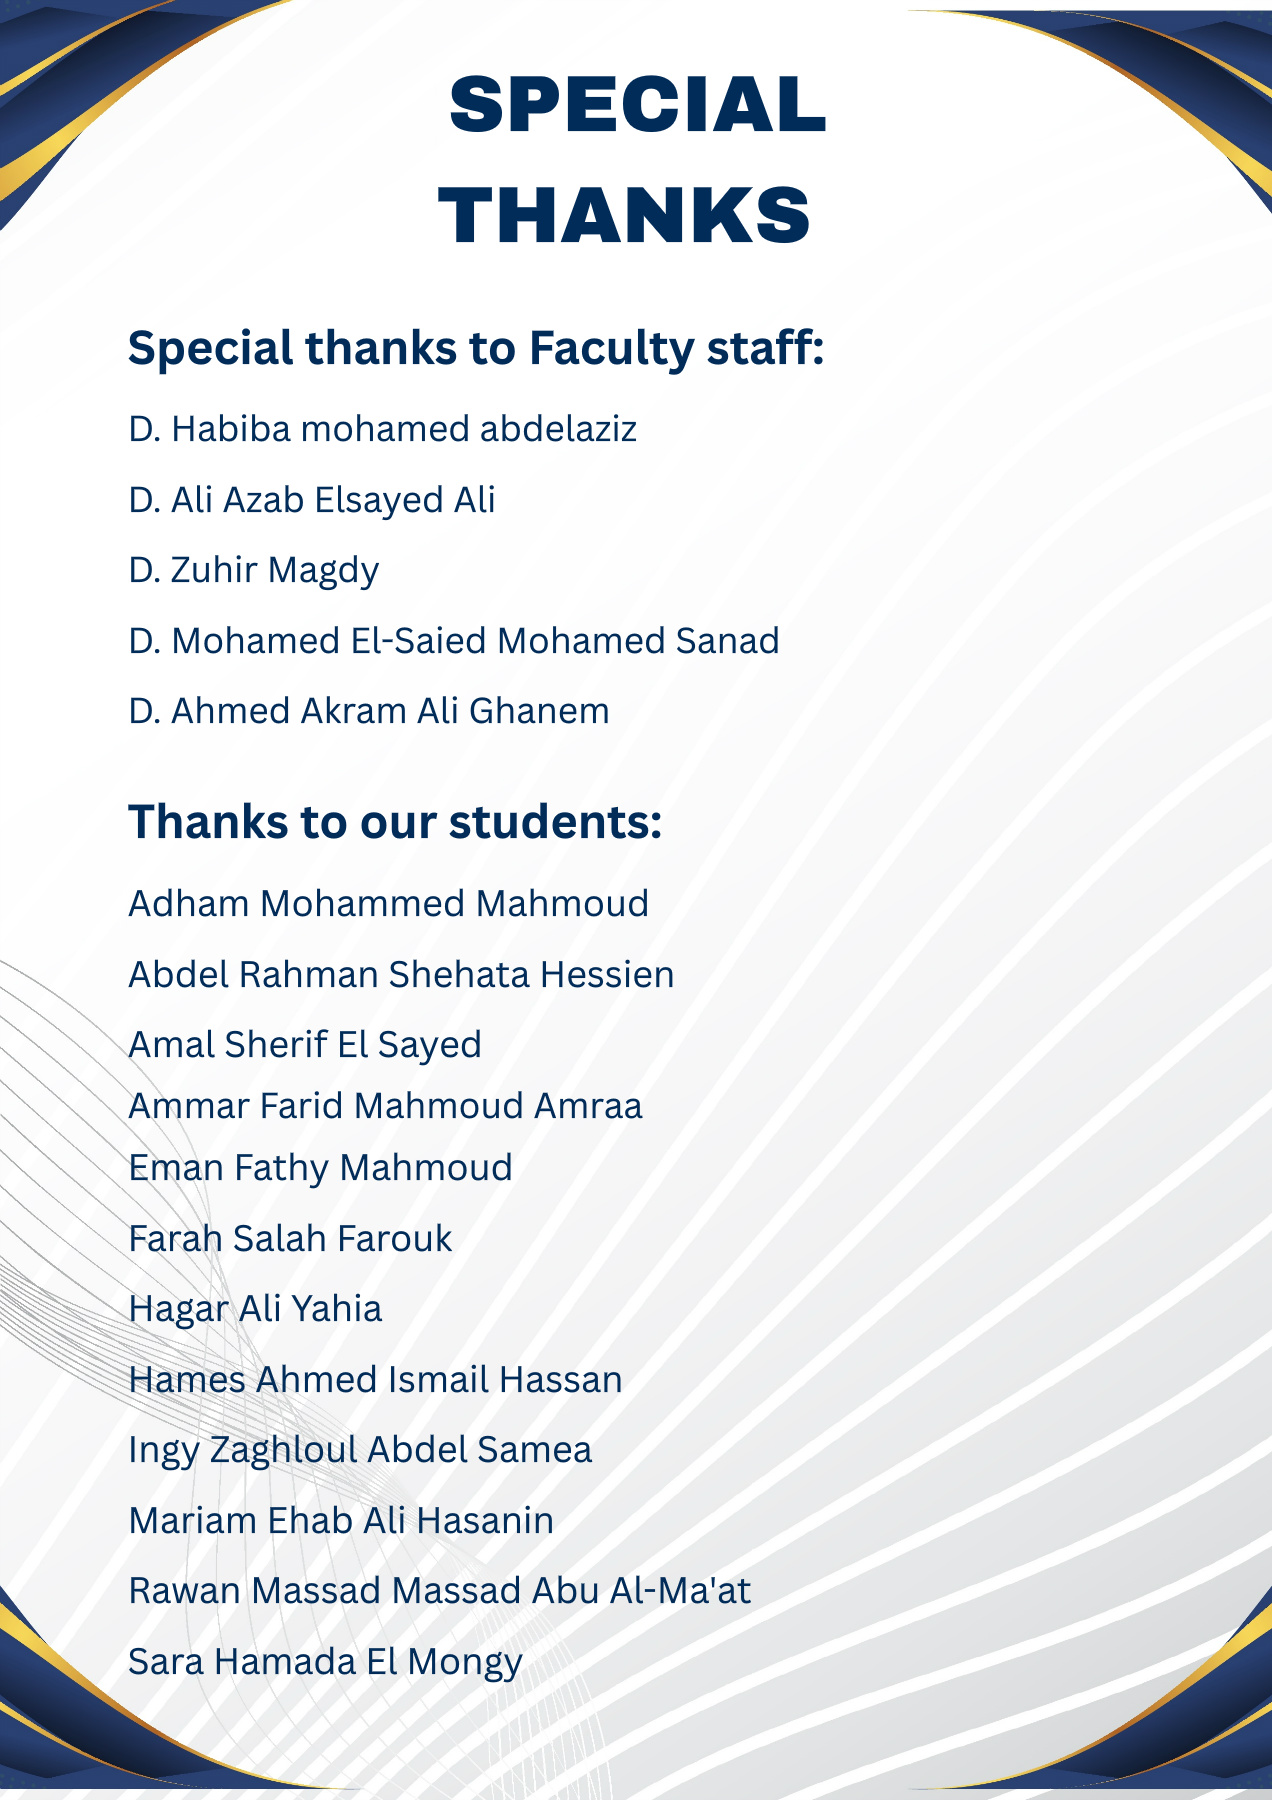 SPECIAL
THANKS
Special thanks to Faculty staff:
D. Habiba mohamed abdelaziz
D. Ali Azab Elsayed Ali
D. Zuhir Magdy
D. Mohamed El-Saied Mohamed Sanad
D. Ahmed Akram Ali Ghanem
Thanks to our students:
Adham Mohammed Mahmoud
Abdel Rahman Shehata Hessien
Amal Sherif El Sayed
Ammar Farid Mahmoud Amraa
Eman Fathy Mahmoud
Farah Salah Farouk
Hagar Ali Yahia
Hames Ahmed Ismail Hassan
Ingy Zaghloul Abdel Samea
Mariam Ehab Ali Hasanin
Rawan Massad Massad Abu Al-Ma'at
Sara Hamada El Mongy